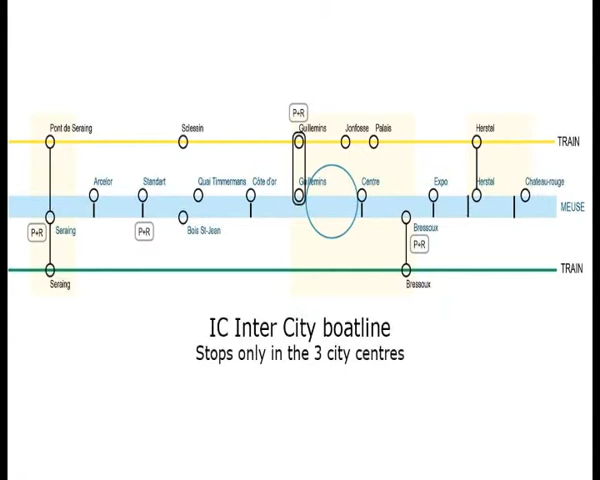 P+R
Pont de Seraing
Sclessin
Guillemins
Jonfosse
Palais
Herstal
TRAIN
Arcelor
Standart
Quai Timmermans
Côte d'or
Guillemins
Centre
Expo
Herstal
Chateau-rouge
MEUSE
P+R
Seraing
P+R
Bois St-Jean
Bressoux
P+R
TRAIN
Seraing
Bressoux
IC Inter City boatline
Stops only in the 3 city centres